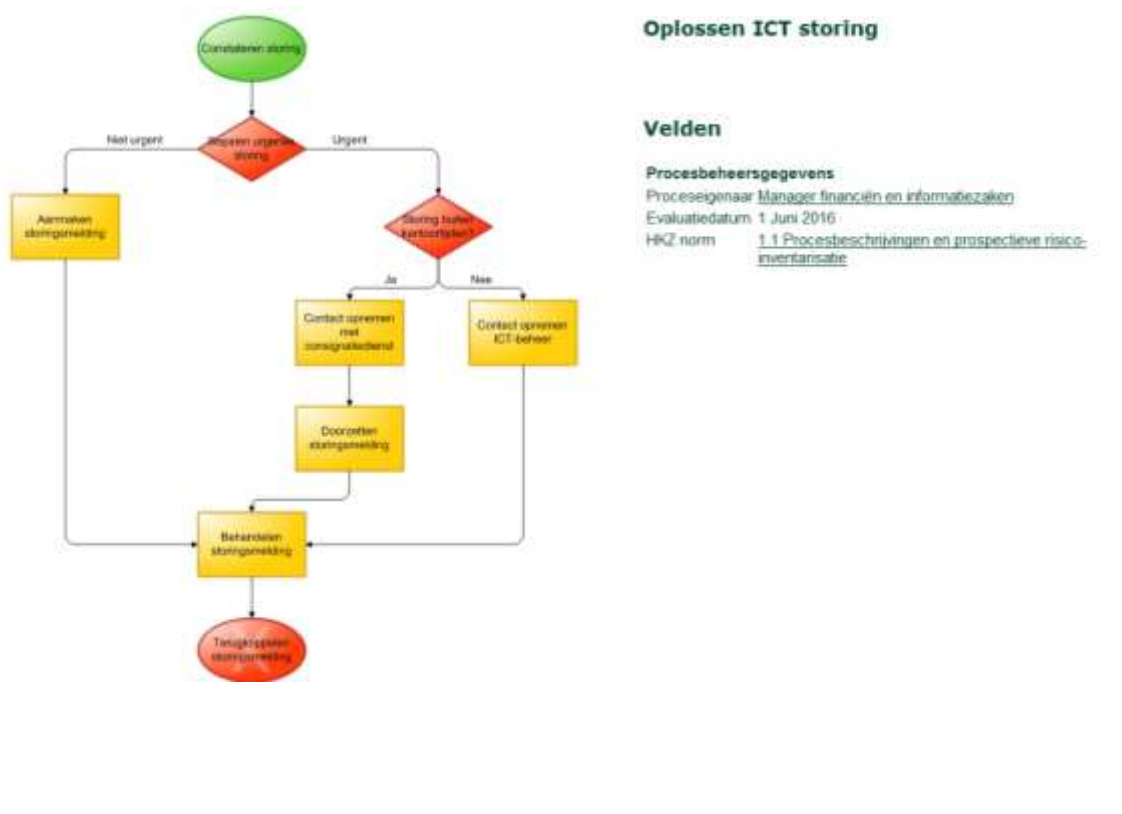 Constateren storing
Bepalen urgentie
storing
Niet urgent
Urgent
Aanmaken
storingsmelding
Storing buiten
kantoortijden?
Ja
Nee
Contact opnemen
met
consignatiedienst
Contact opnemen
ICT-beheer
Doorzetten
storingsmelding
Behandelen
storingsmelding
Terugkoppelen
storingsmelding
Oplossen ICT storing
Velden
Procesbeheersgegevens
Proceseigenaar Manager financiën en informatiezaken
Evaluatiedatum 1 Juni 2016
HKZ norm 1.1 Procesbeschrijvingen en prospectieve risico-
inventarisatie